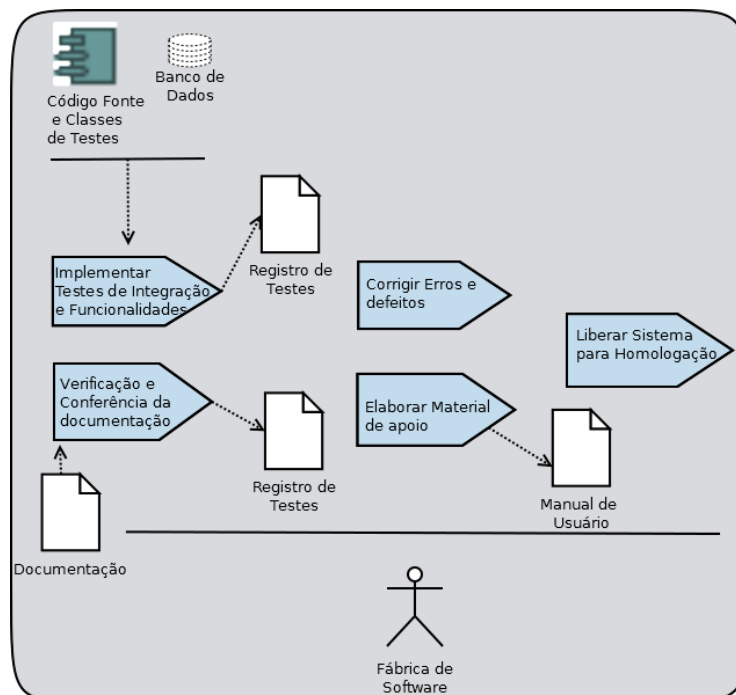 Código Fonte
e Classes
de Testes
Banco de
Dados
Implementar
Testes de Integração
e Funcionalidades
Registro de
Testes
Corrigir Erros e
defeitos
Liberar Sistema
para Homologação
Verificação e
Conferência da
documentação
Registro de
Testes
Elaborar Material
de apoio
Manual de
Usuário
Documentação
Fábrica de
Software